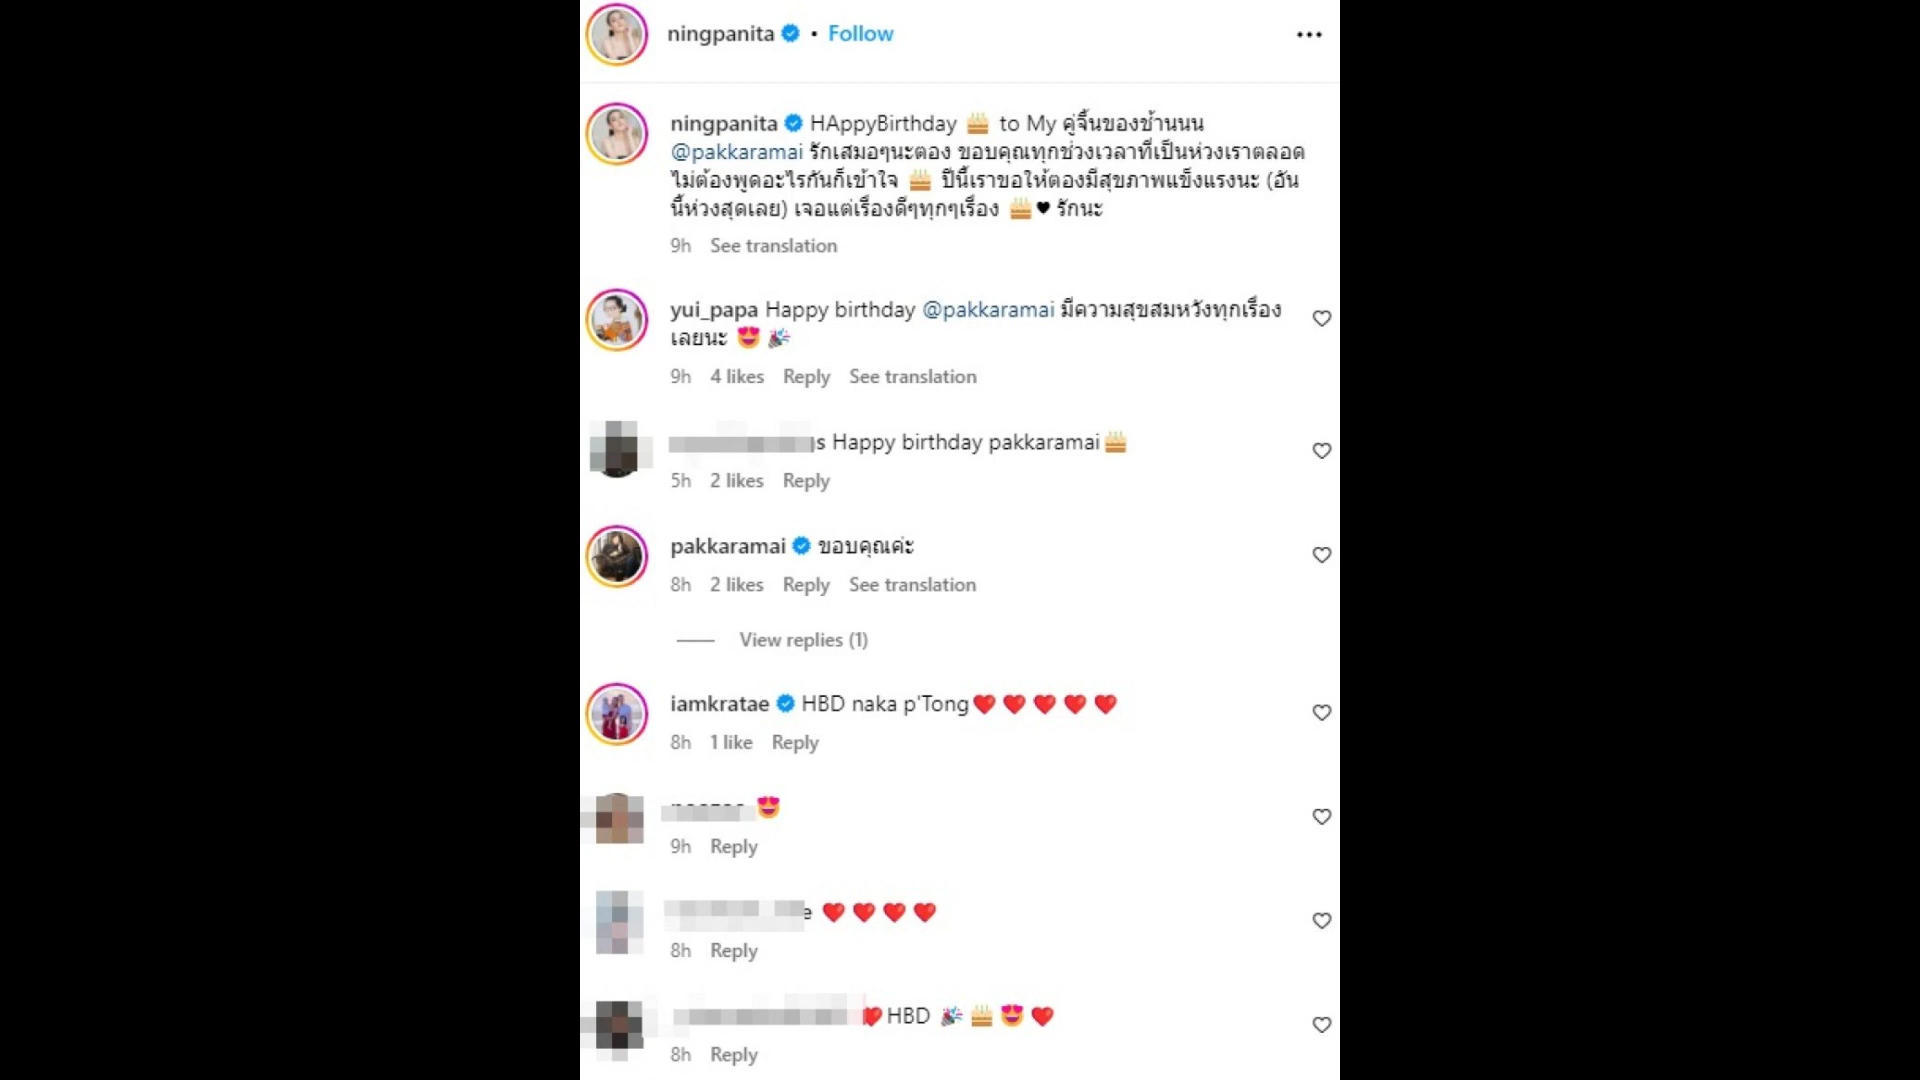 ningpanita • Follow
ningpanita HAppyBirthday 🎂 to My คู่จิ้นของช้านนน
@pakkaramai รักเสมอๆนะตอง ขอบคุณทุกช่วงเวลาที่เป็นห่วงเราตลอด
ไม่ต้องพูดอะไรกันก็เข้าใจ 🎂 ปีนี้เราขอให้ตองมีสุขภาพแข็งแรงนะ (อัน
นี้ห่วงสุดเลย) เจอแต่เรื่องดีๆทุกๆเรื่อง 🎂♥ รักนะ
9h See translation
yui_papa Happy birthday @pakkaramai มีความสุขสมหวังทุกเรื่อง
เลยนะ 😍 🎉
9h 4 likes Reply See translation
s Happy birthday pakkaramai🎂
5h 2 likes Reply
pakkaramai ขอบคุณค่ะ
8h 2 likes Reply See translation
View replies (1)
iamkratae HBD naka p'Tong❤️❤️❤️❤️❤️
8h 1 like Reply
😍
9h Reply
e ❤️❤️❤️❤️
8h Reply
❤️HBD 🎉🎂😍❤️
8h Reply